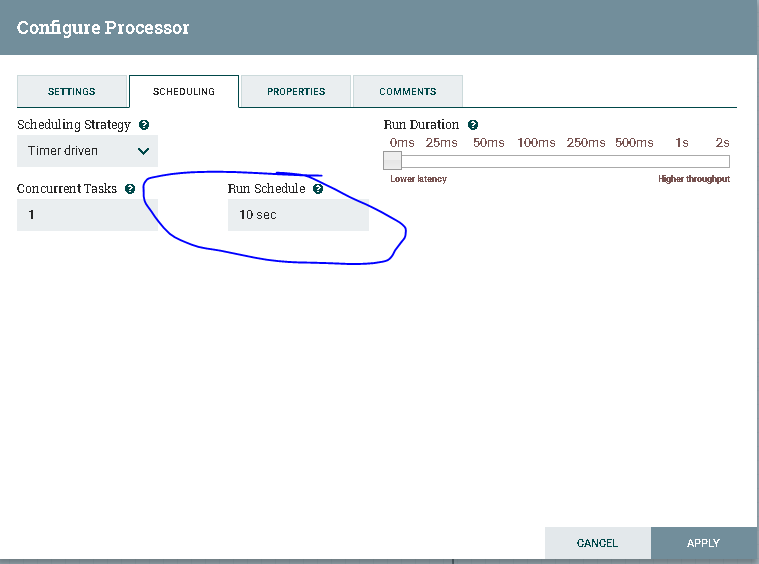 Configure Processor
SETTINGS SCHEDULING PROPERTIES COMMENTS
Scheduling Strategy ? Run Duration ?
Timer driven 0ms 25ms 50ms 100ms 250ms 500ms 1s 2s
Lower latency Higher throughput
Concurrent Tasks ? Run Schedule ?
1 10 sec
CANCEL APPLY